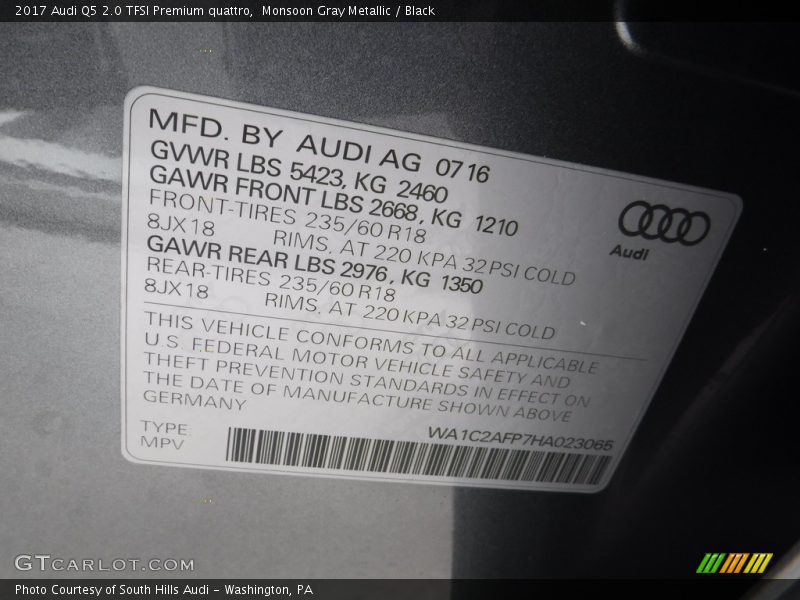 2017 Audi Q5 2.0 TFSI Premium quattro,  Monsoon Gray Metallic / Black
MFD. BY AUDI AG 0716
GVWR LBS 5423, KG 2460
GAWR FRONT LBS 2668, KG 1210
FRONT-TIRES 235/60 R18
8JX18 RIMS, AT 220 KPA 32 PSI COLD
GAWR REAR LBS 2976, KG 1350
REAR-TIRES 235/60 R18
8JX18 RIMS, AT 220 KPA 32 PSI COLD
Audi
THIS VEHICLE CONFORMS TO ALL APPLICABLE
U.S. FEDERAL MOTOR VEHICLE SAFETY AND
THEFT PREVENTION STANDARDS IN EFFECT ON
THE DATE OF MANUFACTURE SHOWN ABOVE
GERMANY
WA1C2AFP7HA023065
TYPE:
MPV
GTCARLOT.COM
Photo Courtesy of South Hills Audi - Washington, PA